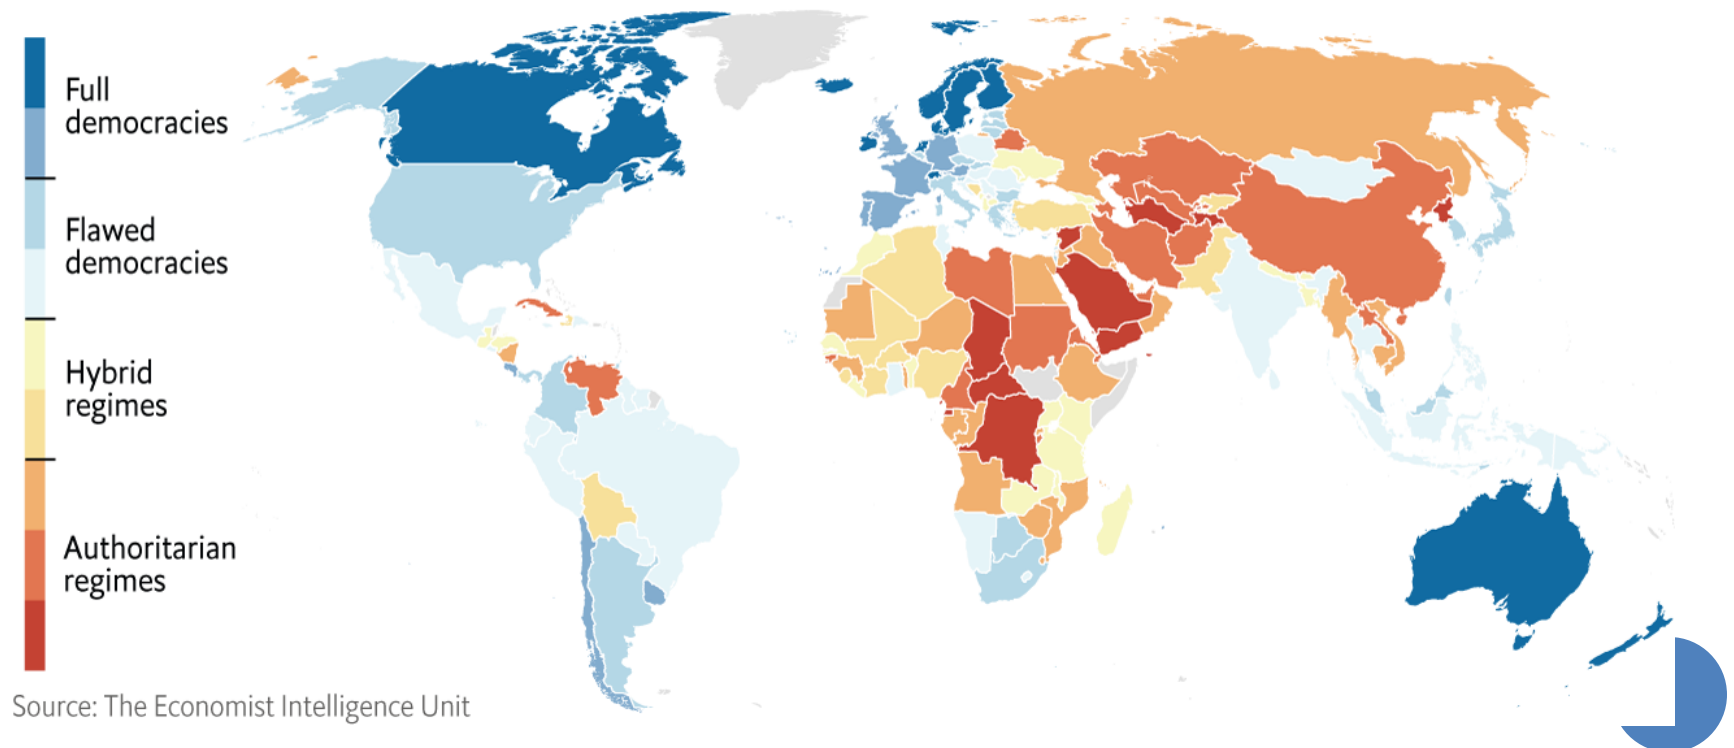 Full
democracies
Flawed
democracies
Hybrid
regimes
Authoritarian
regimes
Source: The Economist Intelligence Unit